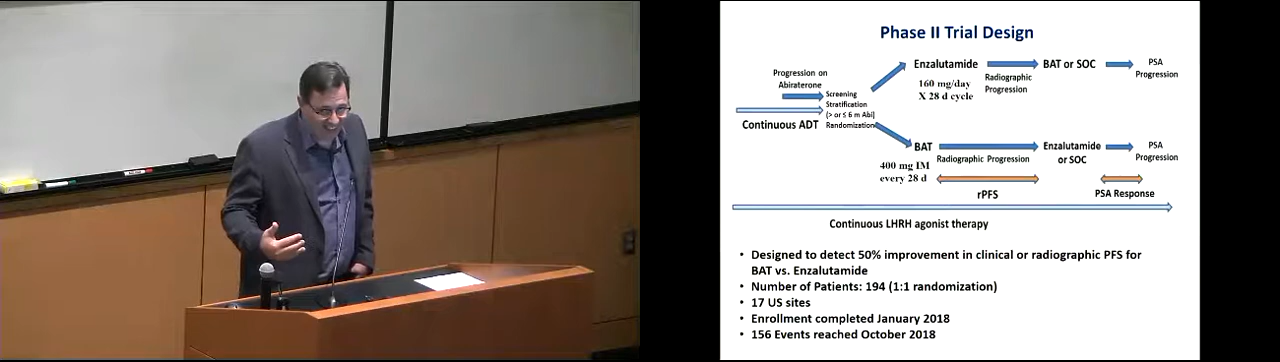 Phase II Trial Design
Progression on
Abiraterone
Continuous ADT
Screening
Stratification
(> or ≤ 6 m Abi)
Randomization
Enzalutamide
160 mg/day
X 28 d cycle
Radiographic
Progression
BAT or SOC
PSA
Progression
BAT
400 mg IM
every 28 d
Radiographic Progression
Enzalutamide
or SOC
PSA
Progression
rPFS
PSA Response
Continuous LHRH agonist therapy
• Designed to detect 50% improvement in clinical or radiographic PFS for
BAT vs. Enzalutamide
• Number of Patients: 194 (1:1 randomization)
• 17 US sites
• Enrollment completed January 2018
• 156 Events reached October 2018